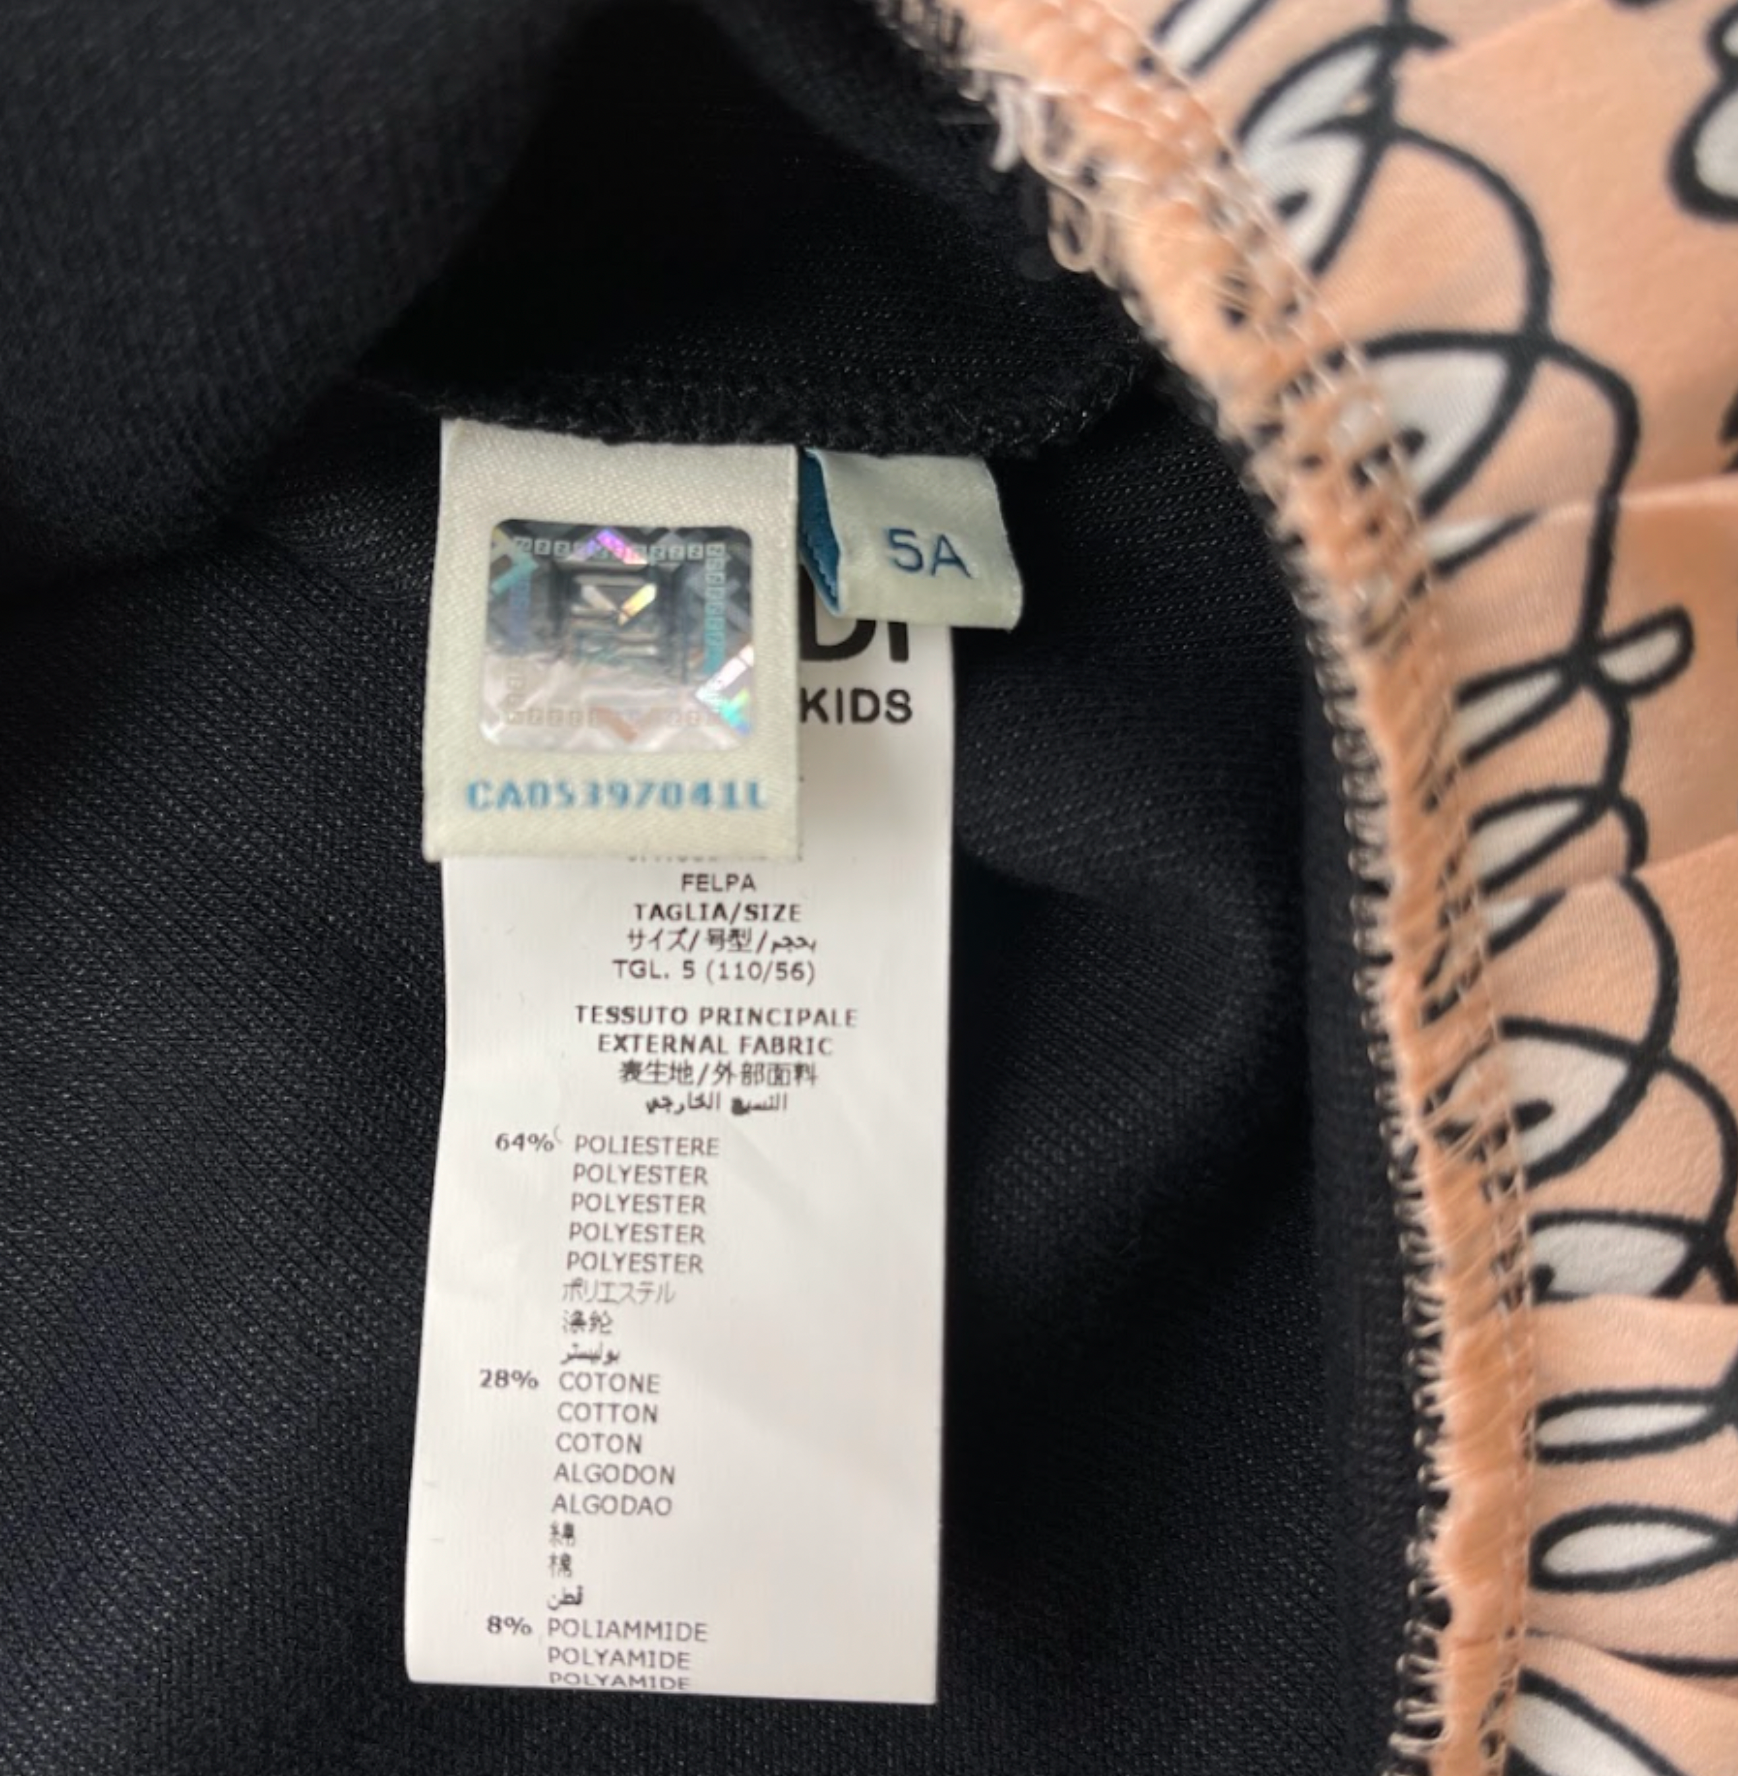 5A
DI
KIDS
CA05397041L
FELPA
TAGLIA/SIZE
サイズ/号型/بحجم
TGL. 5 (110/56)
TESSUTO PRINCIPALE
EXTERNAL FABRIC
表生地/外部面料
النسيج الخارجي
64% POLIESTERE
POLYESTER
POLYESTER
POLYESTER
POLYESTER
ポリエステル
涤纶
بوليستر
28% COTONE
COTTON
COTON
ALGODON
ALGODAO
綿
棉
قطن
8% POLIAMMIDE
POLYAMIDE
POLYAMIDE